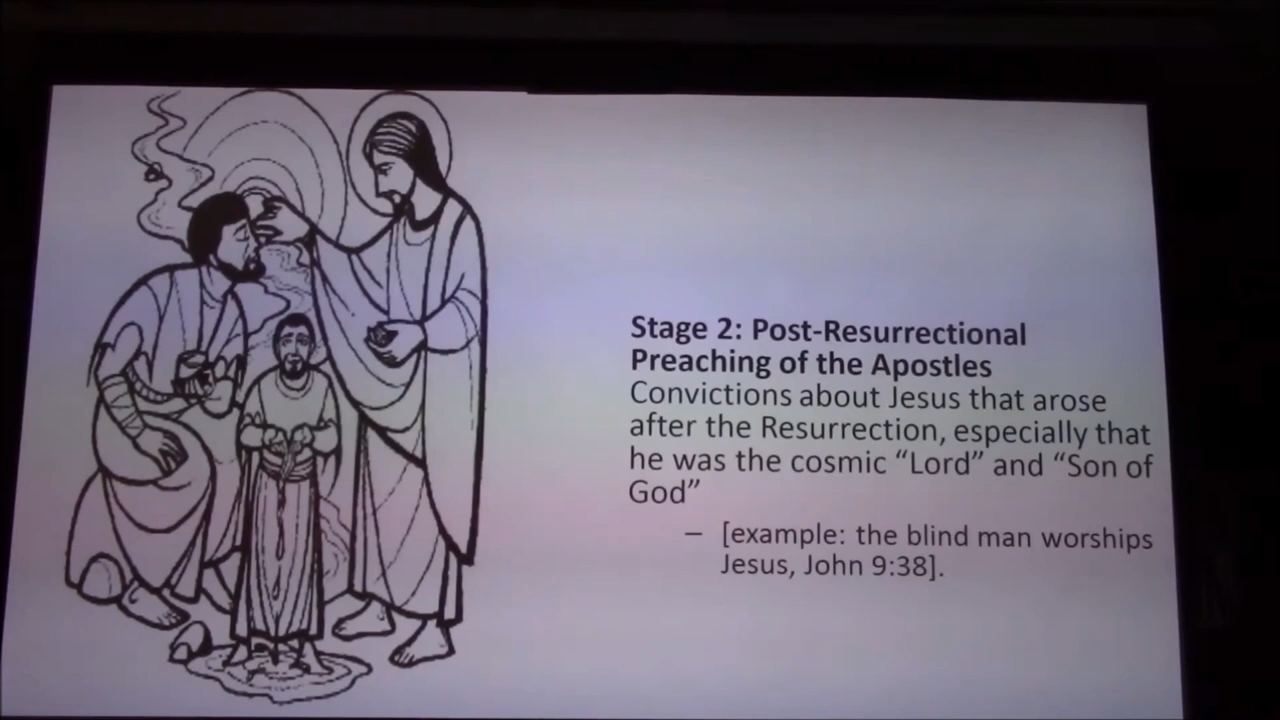 Stage 2: Post-Resurrectional
Preaching of the Apostles
Convictions about Jesus that arose
after the Resurrection, especially that
he was the cosmic “Lord” and “Son of
God”
– [example: the blind man worships
Jesus, John 9:38].